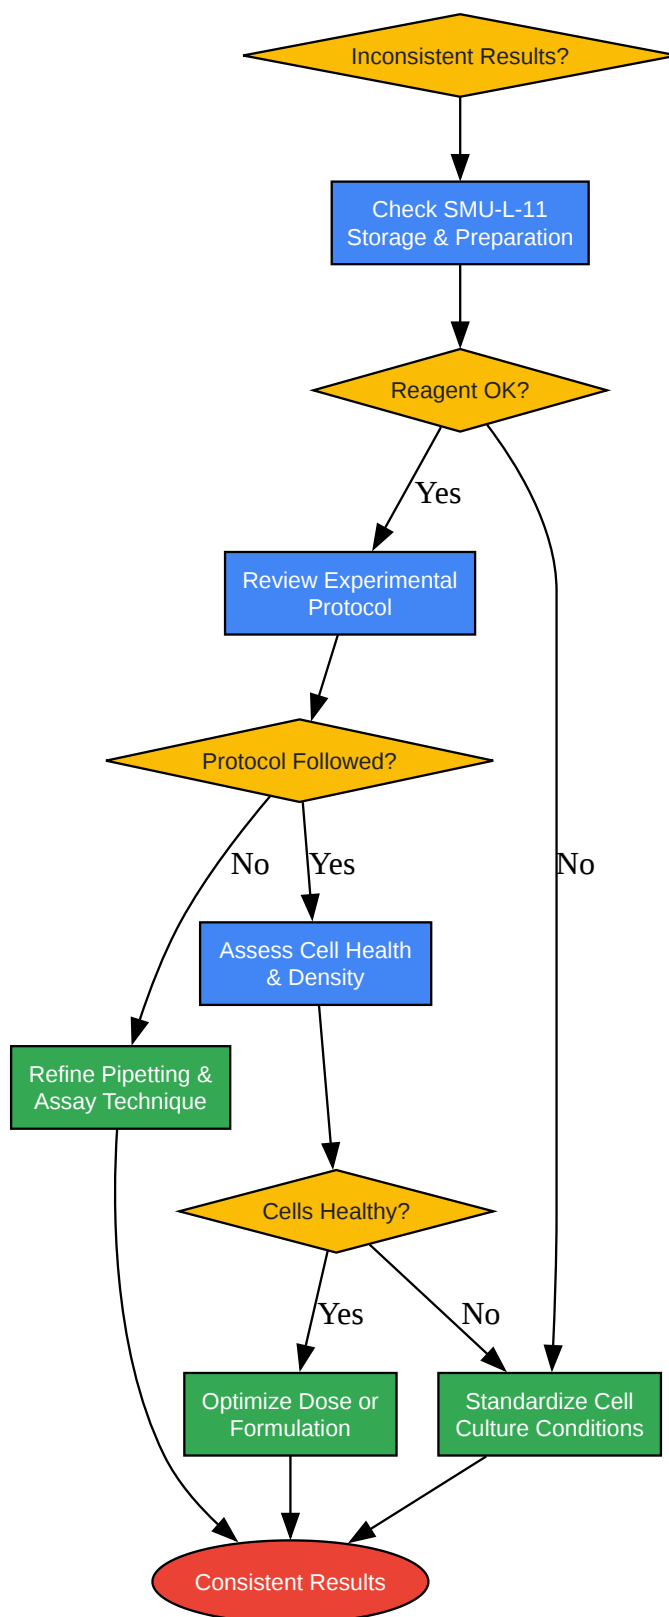 Inconsistent Results?
Check SMU-L-11
Storage & Preparation
Reagent OK?
Yes
Review Experimental
Protocol
Protocol Followed?
No
Yes
No
Assess Cell Health
& Density
Refine Pipetting &
Assay Technique
Cells Healthy?
Yes
No
Optimize Dose or
Formulation
Standardize Cell
Culture Conditions
Consistent Results